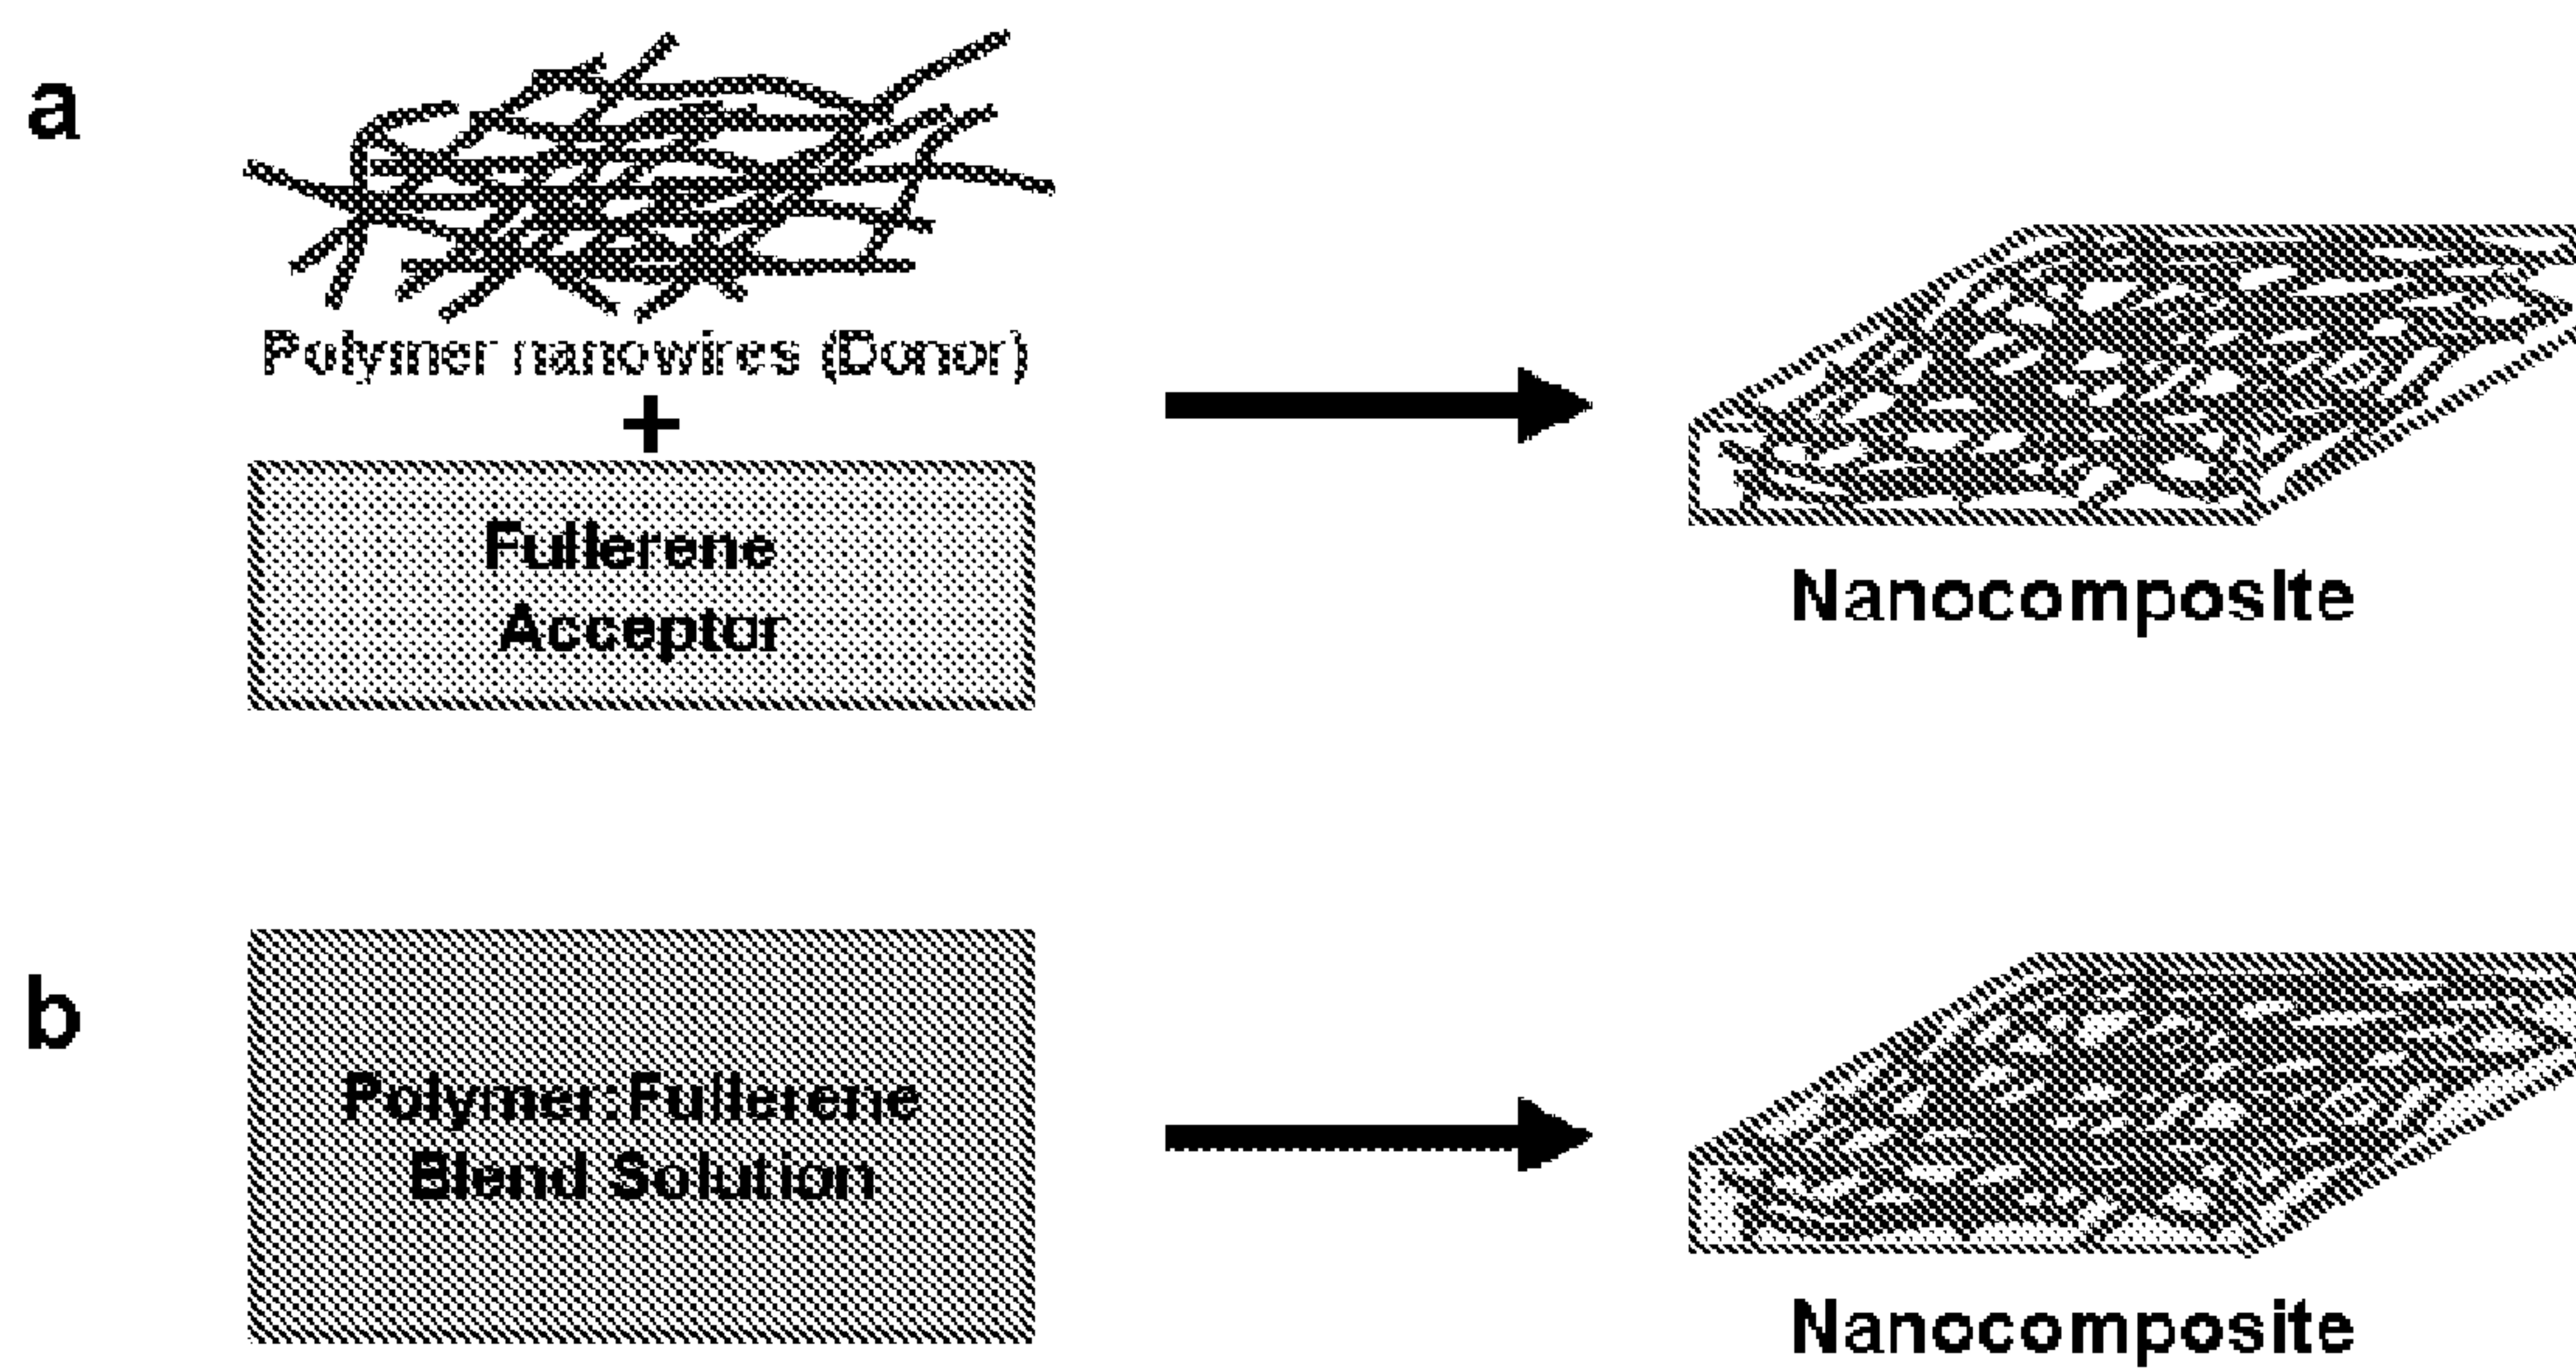 a
Polymer nanowires (Donor)
+
Fullerene
Acceptor
Nanocomposite
b
Polymer:Fullerene
Blend Solution
Nanocomposite